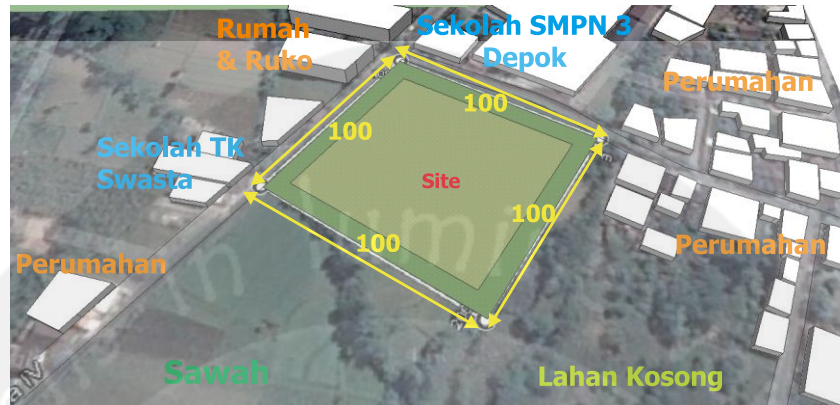 Rumah
& Ruko
Sekolah SMPN 3
Depok
Perumahan
100
100
Sekolah TK
Swasta
Site
100
100
Perumahan
Perumahan
Sawah
Lahan Kosong